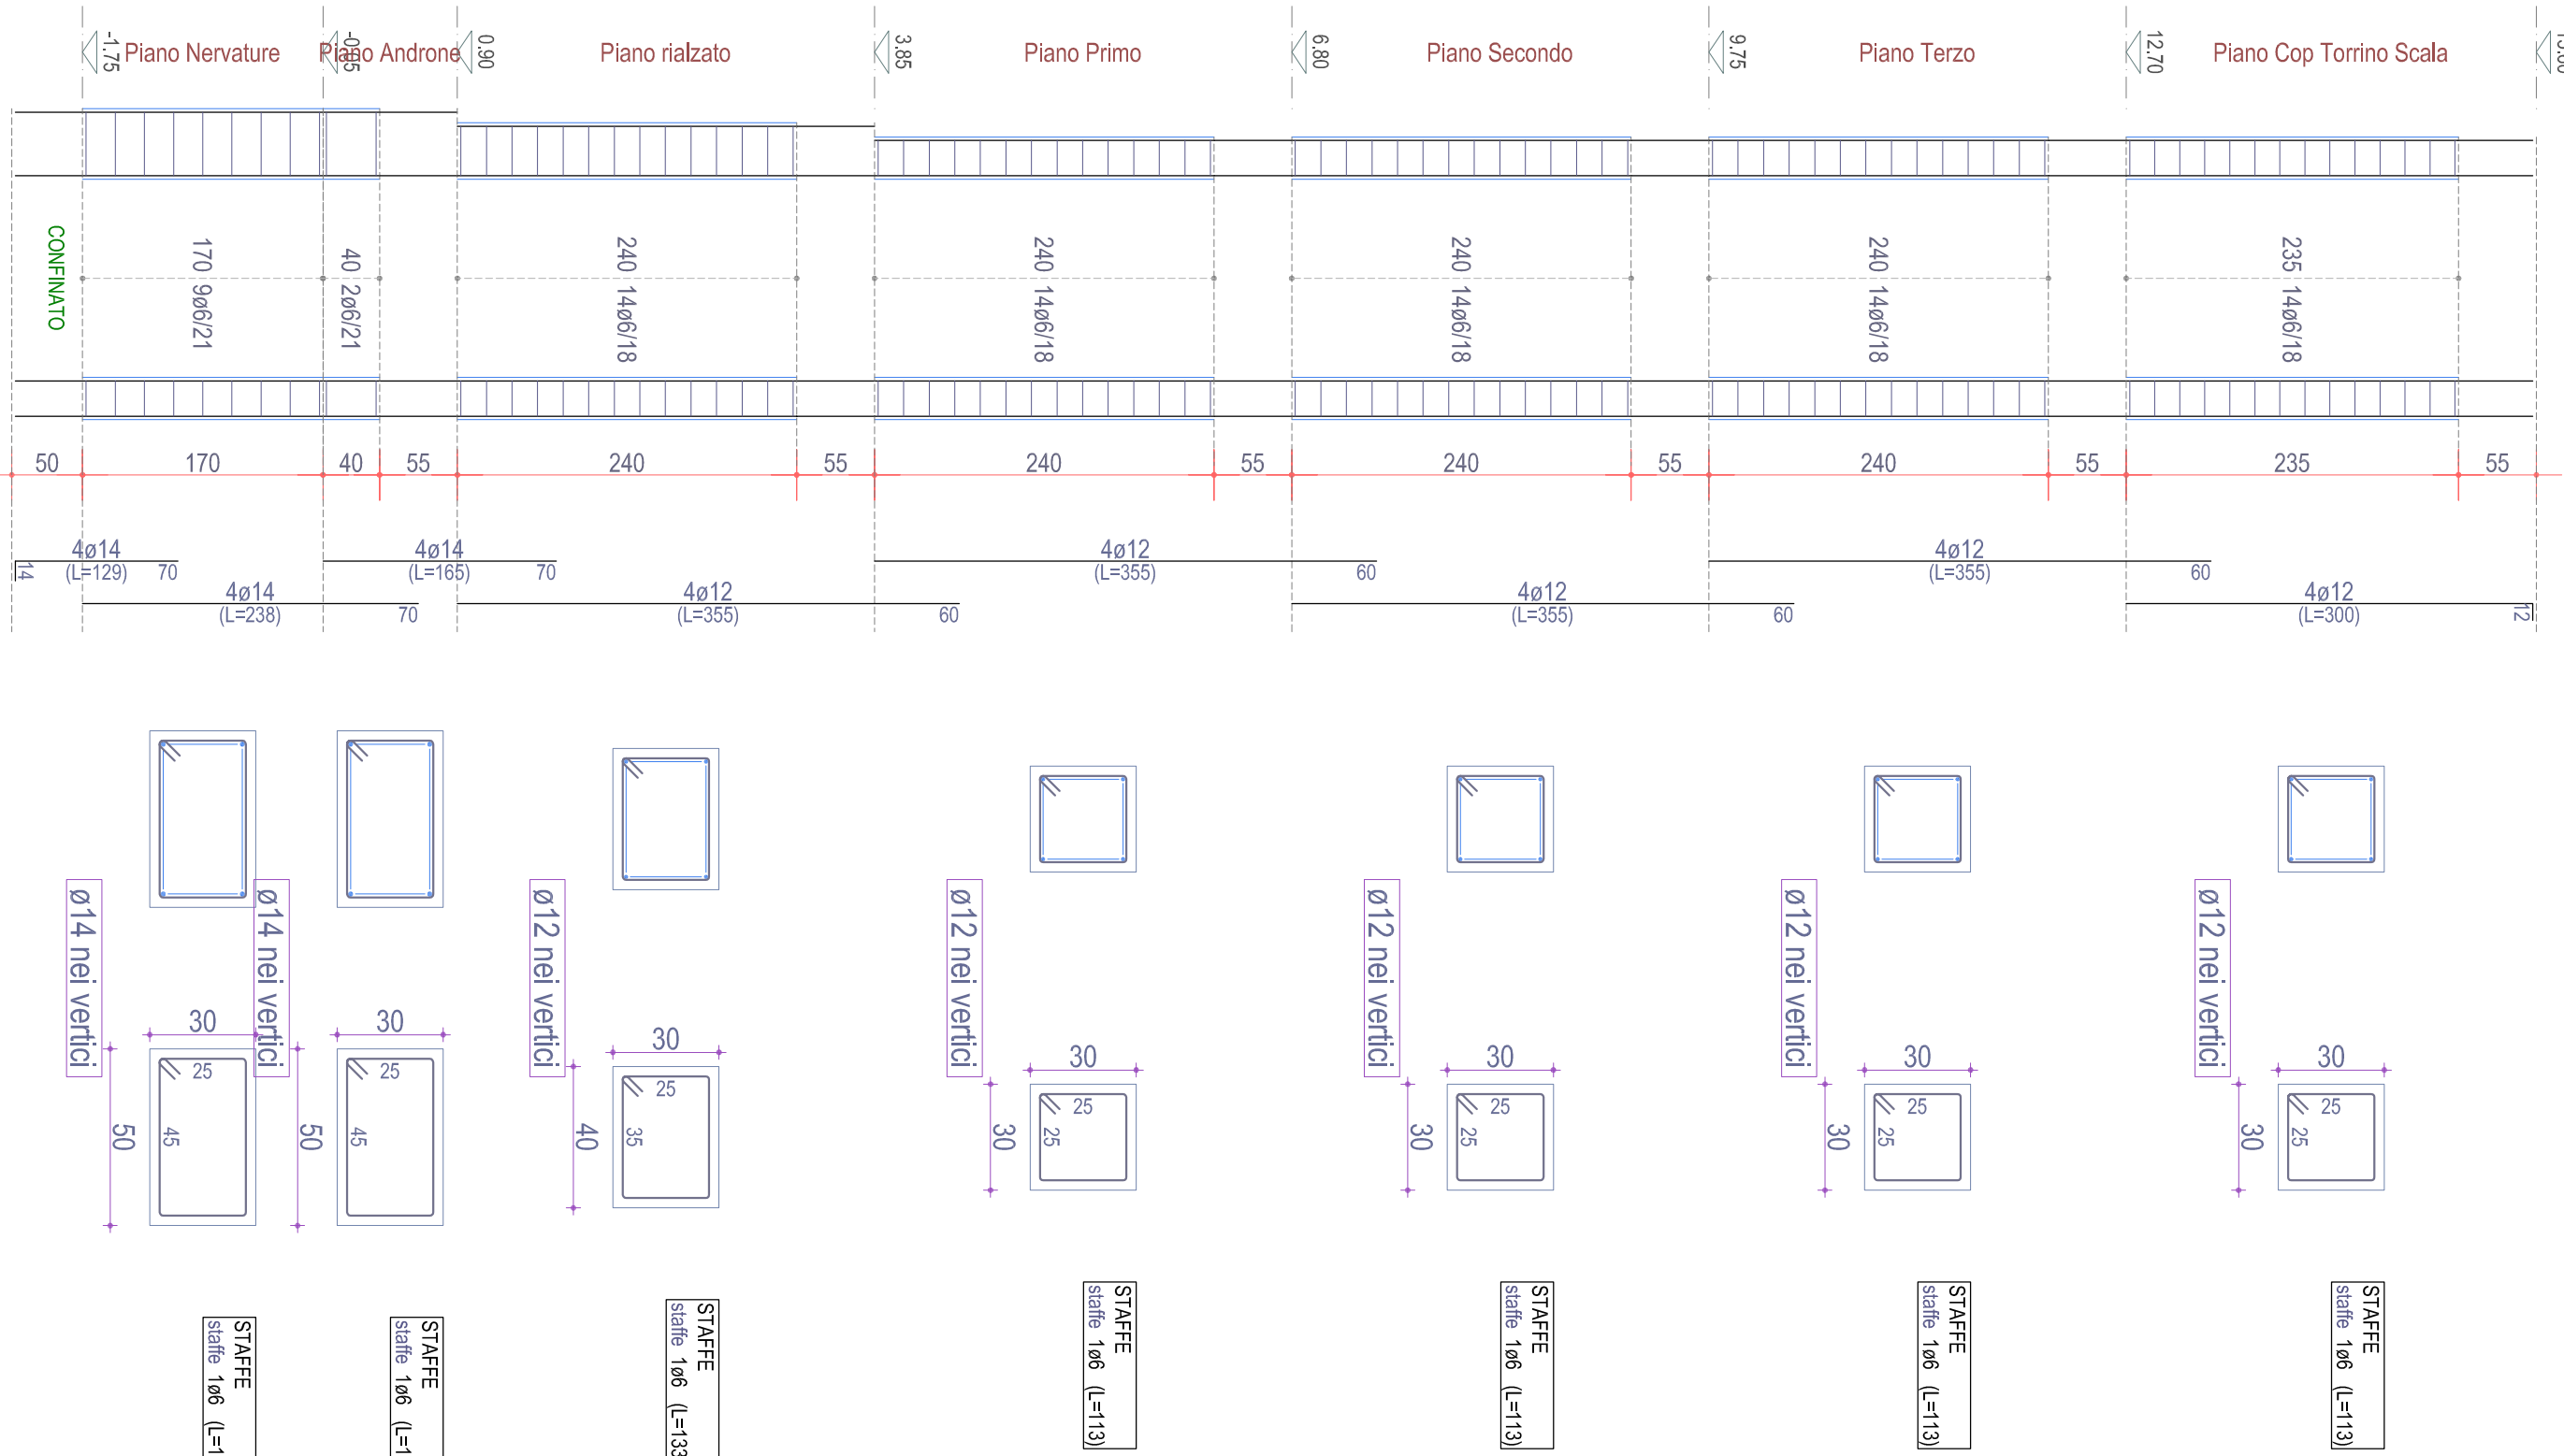 -1.75
Piano Nervature
Piano Androne
0.90
Piano rialzato
3.85
Piano Primo
6.80
Piano Secondo
9.75
Piano Terzo
12.70
Piano Cop Torrino Scala
CONFINATO
170 9ø6/21
40 2ø6/21
240 14ø6/18
240 14ø6/18
240 14ø6/18
240 14ø6/18
235 14ø6/18
50 170 40 55 240 55 240 55 240 55 240 55 235 55
14
4ø14
(L=129) 70
4ø14
(L=165) 70
4ø12
(L=355) 60
4ø12
(L=355) 60
4ø14
(L=238) 70
4ø12
(L=355) 60
4ø12
(L=355) 60
4ø12
(L=300) 12
ø14 nei vertici
ø14 nei vertici
ø12 nei vertici
ø12 nei vertici
ø12 nei vertici
ø12 nei vertici
ø12 nei vertici
30
25
45
50
30
25
45
50
30
25
35
40
30
25
25
30
30
25
25
30
30
25
25
30
30
25
25
30
STAFFE
staffe 1ø6 (L=1
STAFFE
staffe 1ø6 (L=1
STAFFE
staffe 1ø6 (L=133
STAFFE
staffe 1ø6 (L=113)
STAFFE
staffe 1ø6 (L=113)
STAFFE
staffe 1ø6 (L=113)
STAFFE
staffe 1ø6 (L=113)